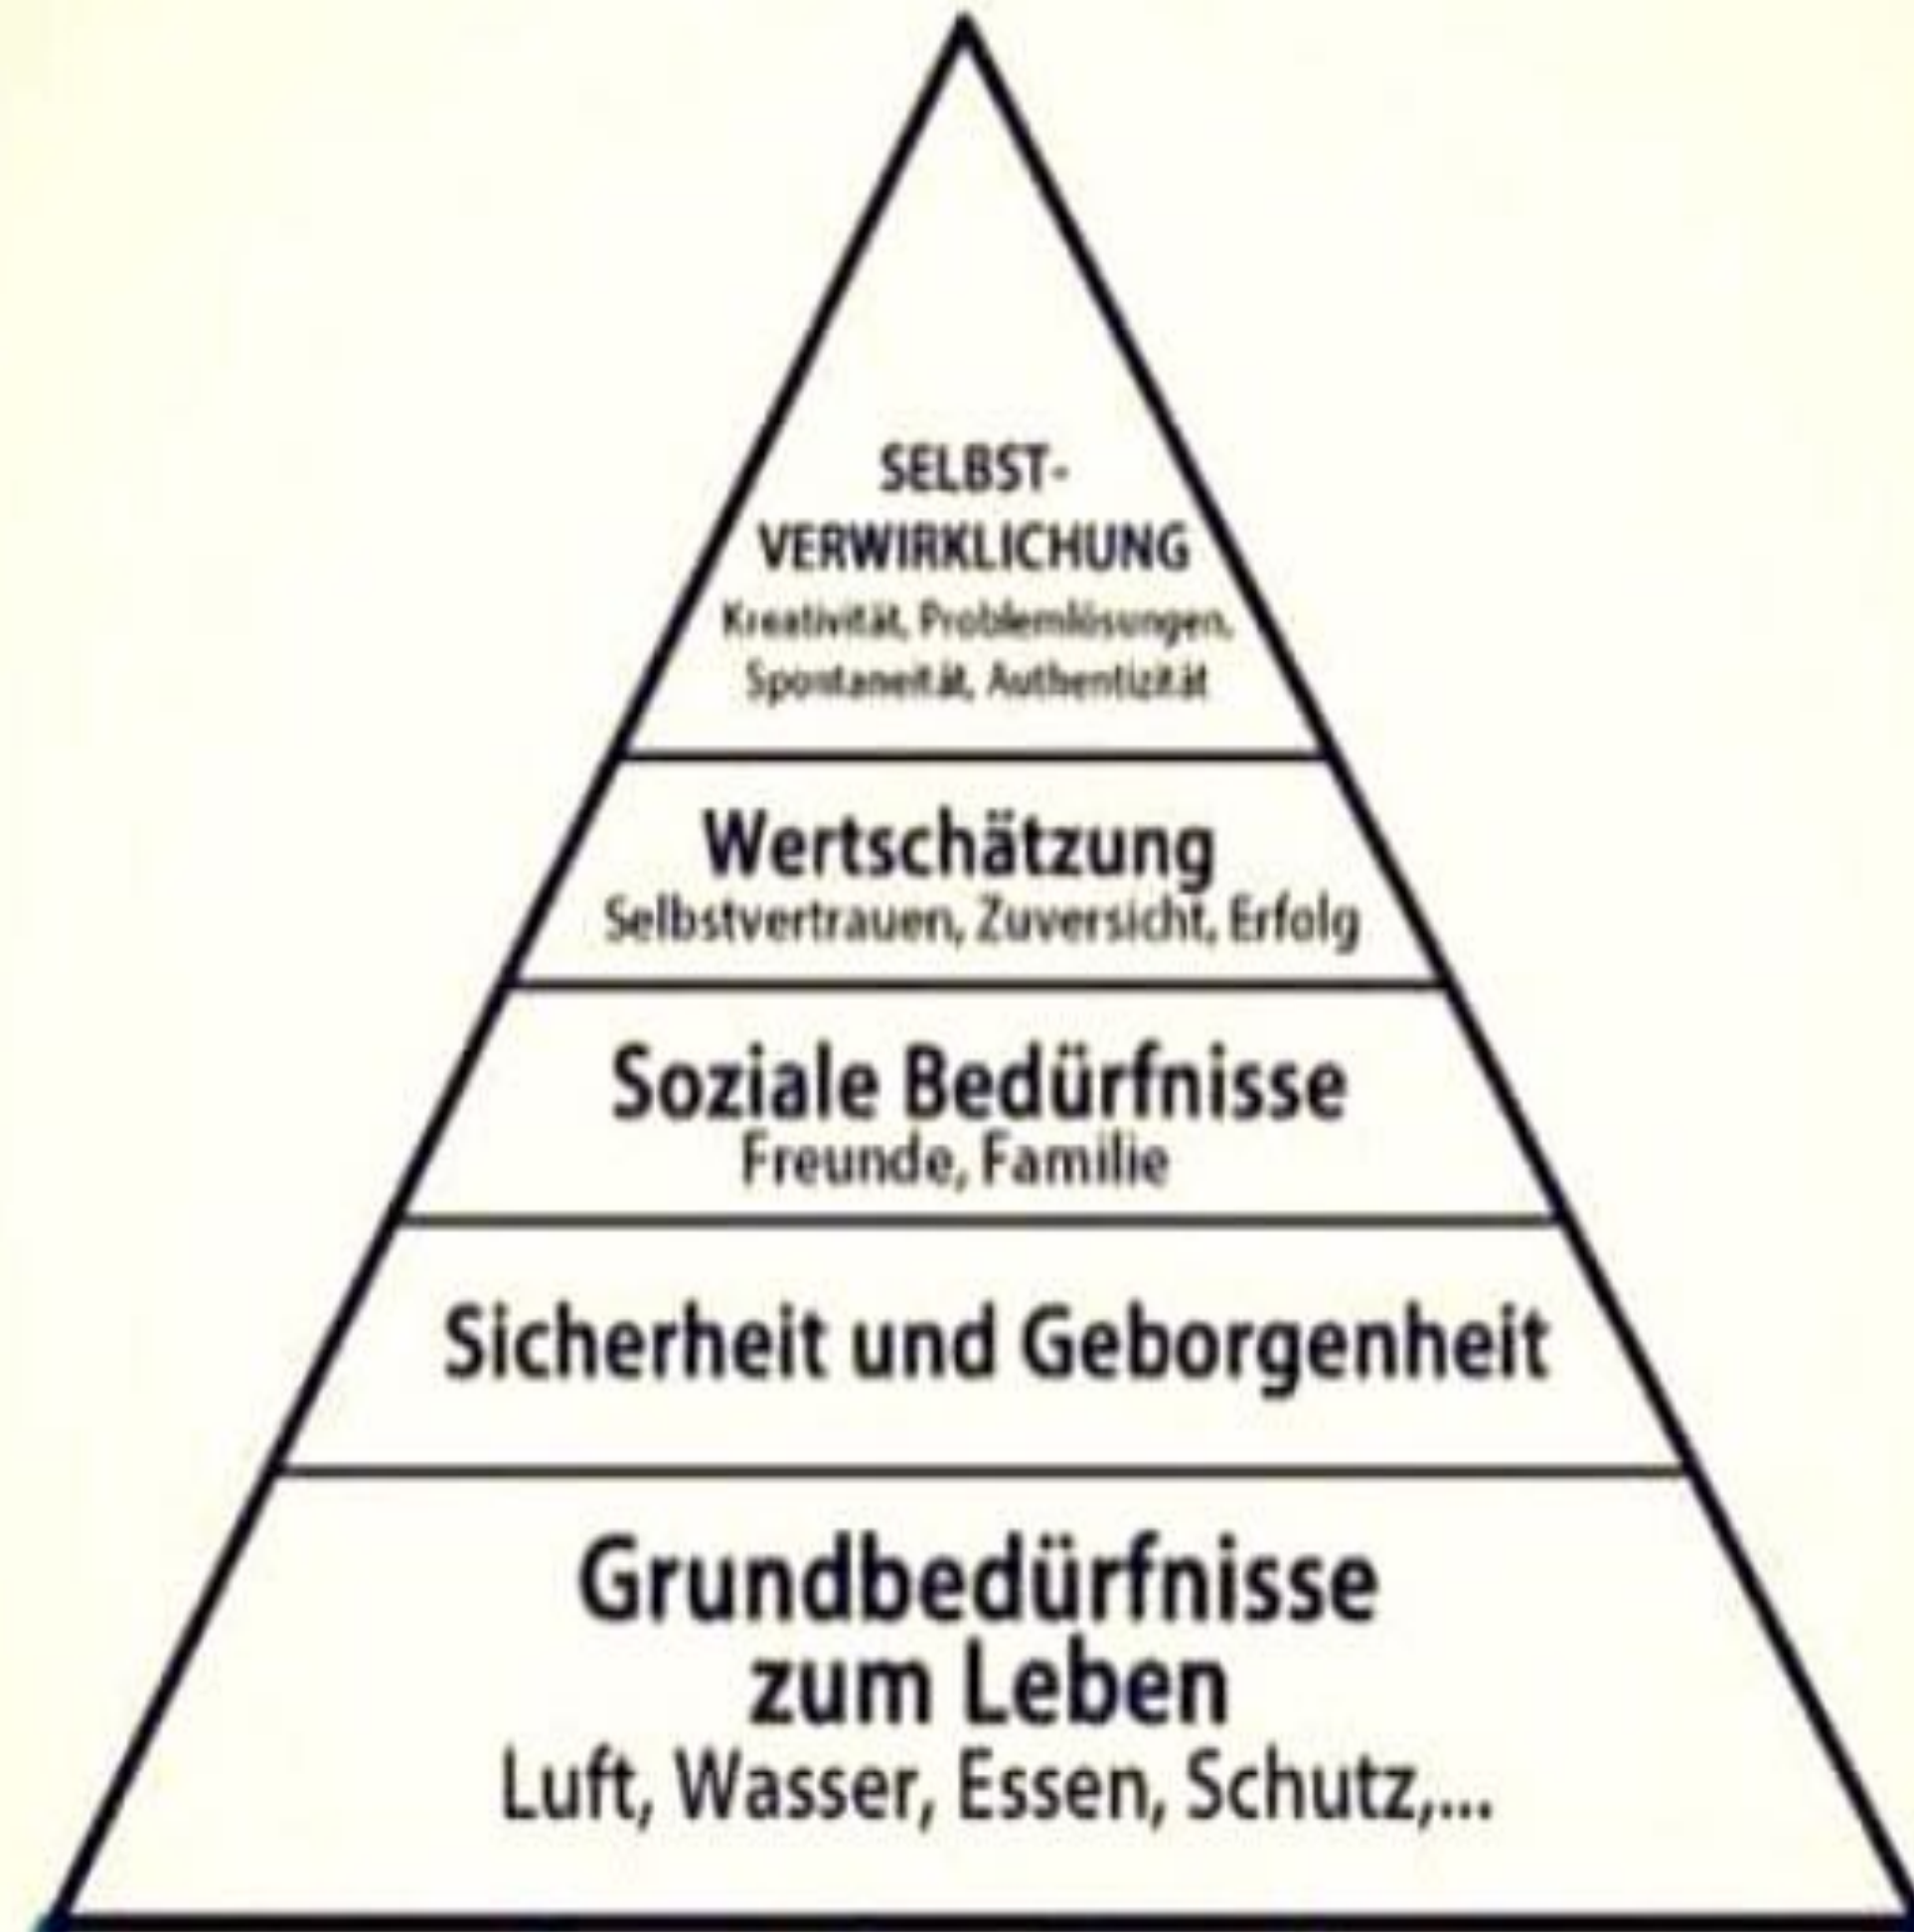 SELBST-
VERWIRKLICHUNG
Kreativität, Problemlösungen,
Spontaneität, Authentizität
Wertschätzung
Selbstvertrauen, Zuversicht, Erfolg
Soziale Bedürfnisse
Freunde, Familie
Sicherheit und Geborgenheit
Grundbedürfnisse
zum Leben
Luft, Wasser, Essen, Schutz,...